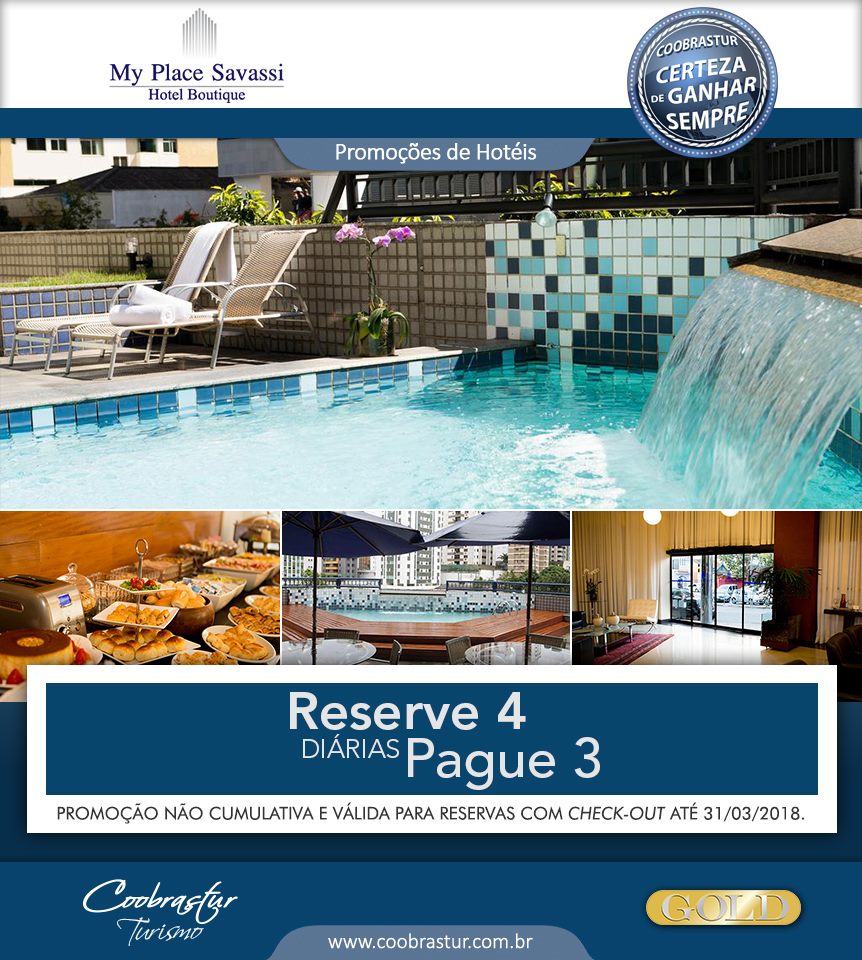 My Place Savassi
Hotel Boutique
COOBRASTUR
CERTEZA
DE GANHAR
SEMPRE
Promoções de Hotéis
Reserve 4
DIÁRIAS Pague 3
PROMOÇÃO NÃO CUMULATIVA E VÁLIDA PARA RESERVAS COM CHECK-OUT ATÉ 31/03/2018.
Coobrastur
Turismo
GOLD
www.coobrastur.com.br